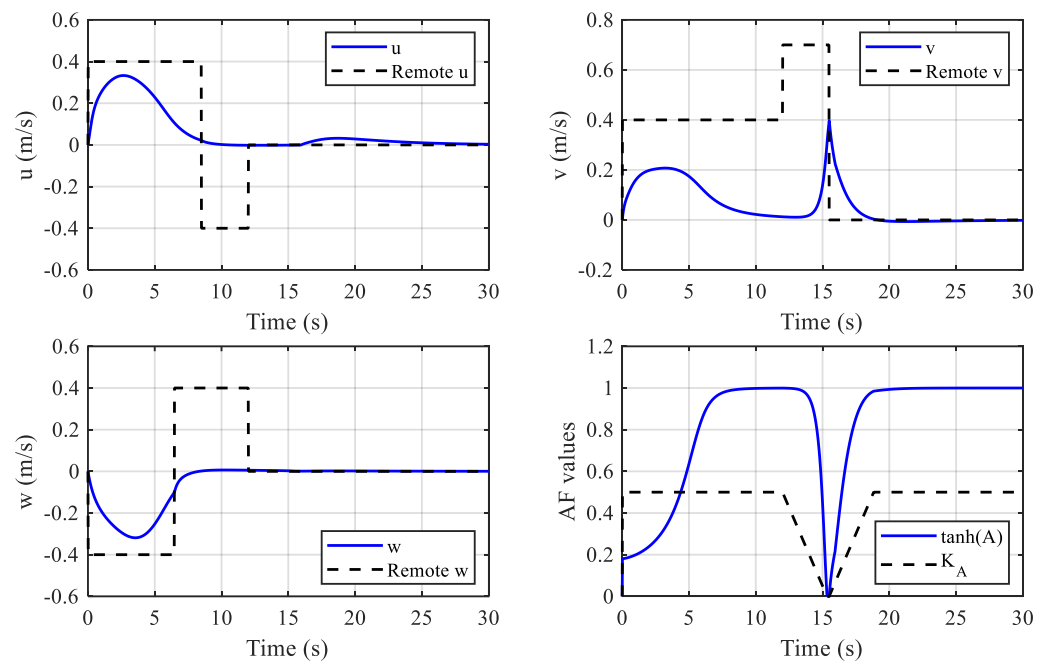 0.6
0.4
0.2
0
-0.2
-0.4
-0.6
u (m/s)
u
Remote u
0 5 10 15 20 25 30
Time (s)
0.8
0.6
0.4
0.2
0
-0.2
v (m/s)
v
Remote v
0 5 10 15 20 25 30
Time (s)
0.6
0.4
0.2
0
-0.2
-0.4
-0.6
w (m/s)
w
Remote w
0 5 10 15 20 25 30
Time (s)
1.2
1
0.8
0.6
0.4
0.2
0
AF values
tanh(A)
K_A
0 5 10 15 20 25 30
Time (s)